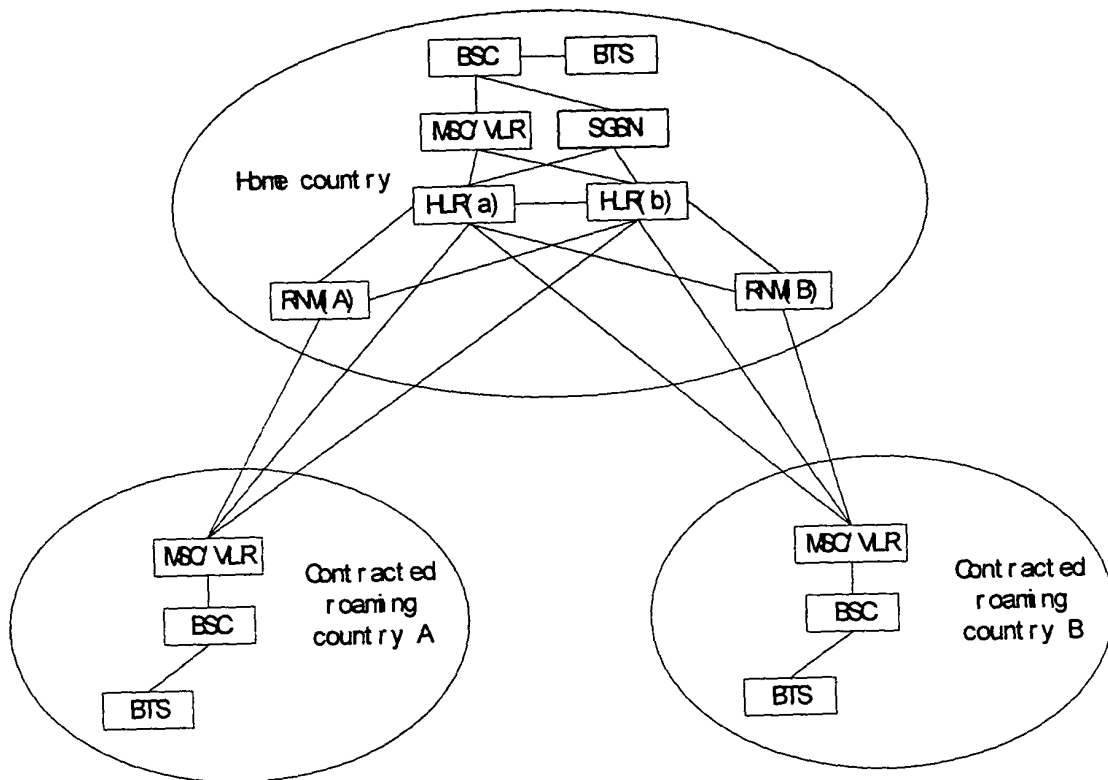 BSC
BTS
MSC/VLR
SGSN
Home country
HLR(a)
HLR(b)
RNM(A)
RNM(B)
MSC/VLR
Contracted
roaming
country A
BSC
BTS
MSC/VLR
Contracted
roaming
country B
BSC
BTS